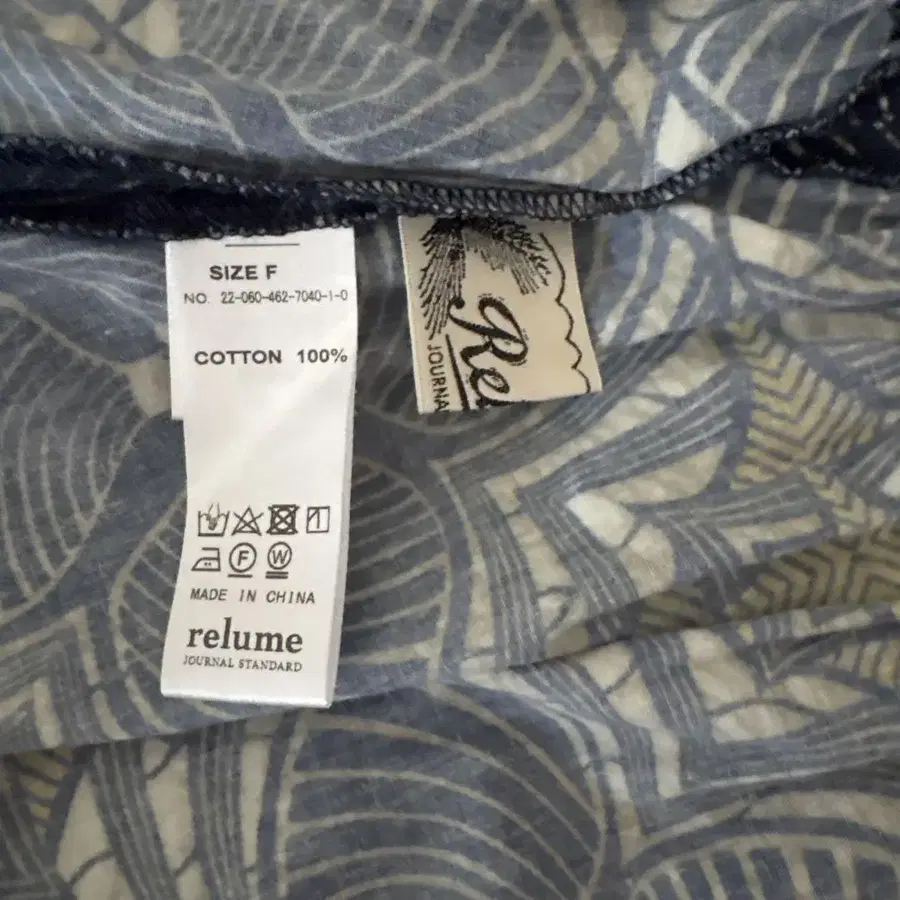 SIZE F
NO. 22-060-462-7040-1-0
COTTON 100%
F W
MADE IN CHINA
relume
JOURNAL STANDARD